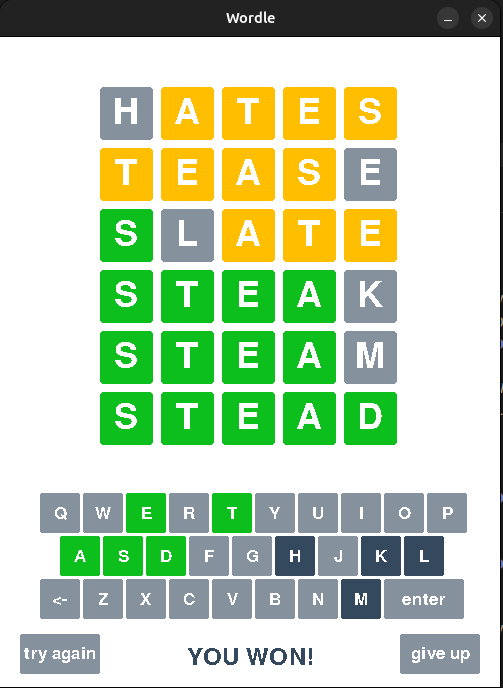 Wordle
H A T E S
T E A S E
S L A T E
S T E A K
S T E A M
S T E A D
Q W E R T Y U I O P
A S D F G H J K L
<- Z X C V B N M enter
try again YOU WON! give up